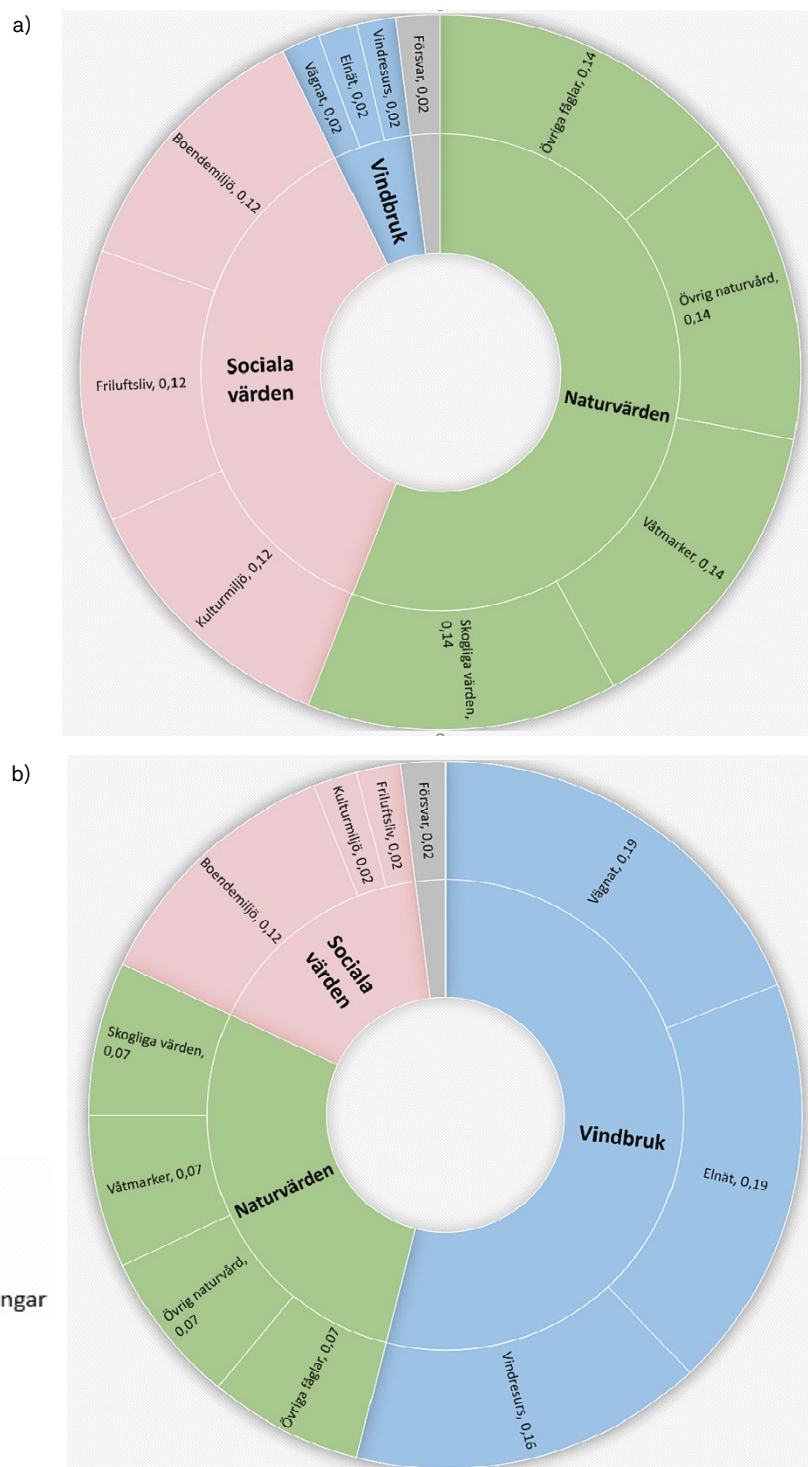 a)
Övriga fåglar, 0,14
Övrig naturvård,
0,14
Våtmarker, 0,14
Skogliga värden,
0,14
Naturvärden
Kulturmiljö, 0,12
Friluftsliv, 0,12
Boendemiljö, 0,12
Sociala
värden
Vägnat, 0,02
Elnät, 0,02
Vindresurs, 0,02
Vindbruk
Försvar, 0,02
b)
Vägnat, 0,19
Elnät, 0,19
Vindresurs, 0,16
Vindbruk
Övriga fåglar, 0,07
Övrig naturvård,
0,07
Våtmarker, 0,07
Skogliga värden,
0,07
Naturvärden
Boendemiljö, 0,12
Kulturmiljö, 0,02
Friluftsliv, 0,02
Sociala
värden
Försvar, 0,02
ngar